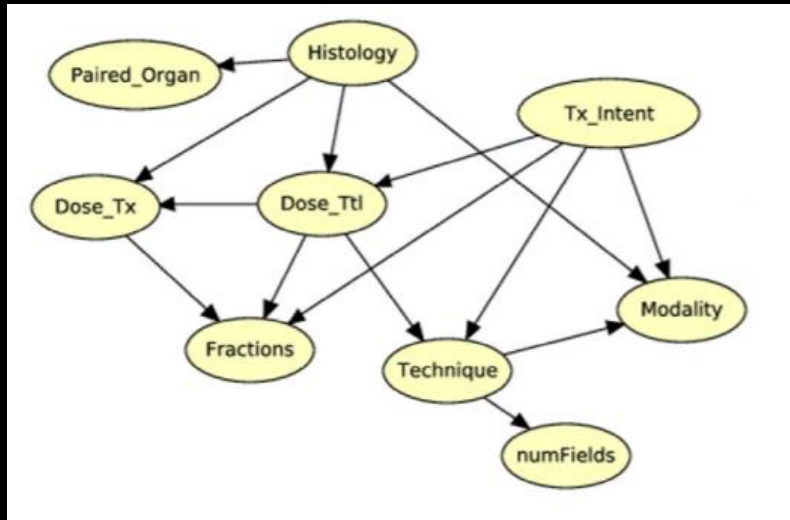 Histology
Paired_Organ
Tx_Intent
Dose_Tx
Dose_Ttl
Modality
Fractions
Technique
numFields